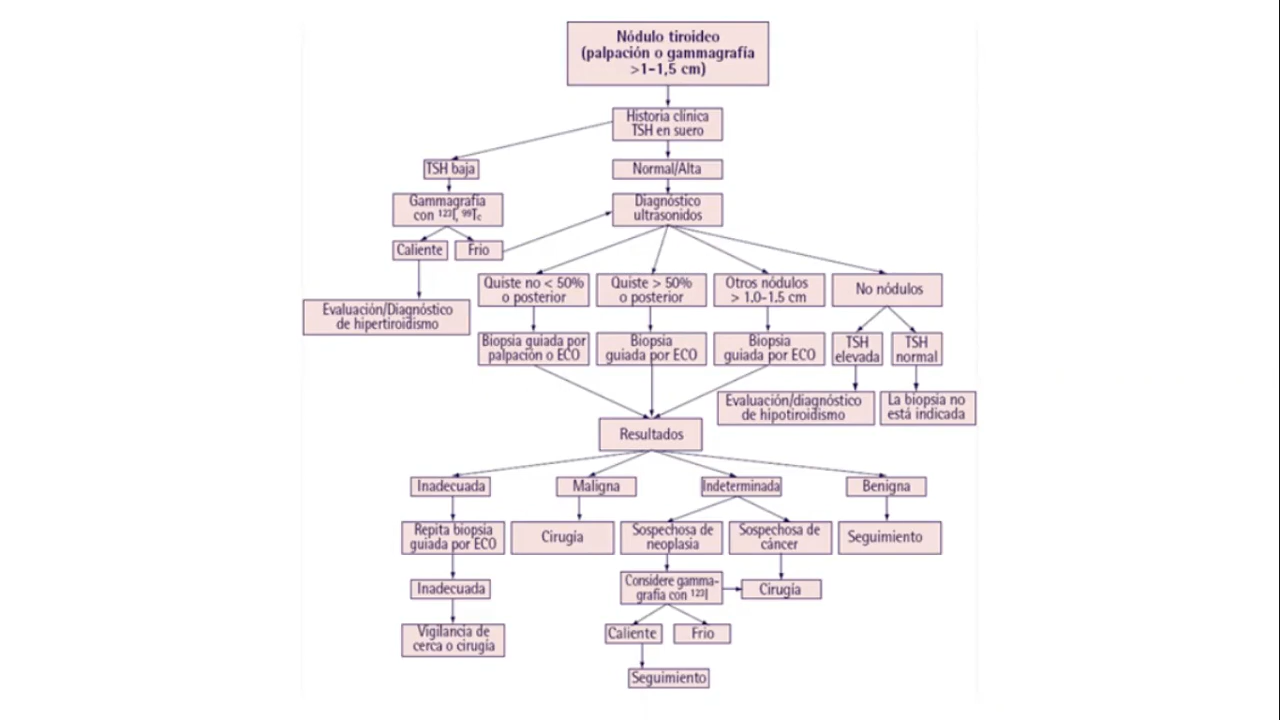 Nódulo tiroideo
(palpación o gammagrafía
>1-1,5 cm)
Historia clínica
TSH en suero
TSH baja
Normal/Alta
Gammagrafía
con ¹²³I, ⁹⁹Tc
Diagnóstico
ultrasonidos
Caliente
Frio
Quiste no < 50%
o posterior
Quiste > 50%
o posterior
Otros nódulos
> 1.0-1.5 cm
No nódulos
Evaluación/Diagnóstico
de hipertiroidismo
Biopsia guiada por
palpación o ECO
Biopsia
guiada por ECO
Biopsia
guiada por ECO
TSH
elevada
TSH
normal
Evaluación/diagnóstico
de hipotiroidismo
La biopsia no
está indicada
Resultados
Inadecuada
Maligna
Indeterminada
Benigna
Repita biopsia
guiada por ECO
Cirugía
Sospechosa de
neoplasia
Sospechosa de
cáncer
Seguimiento
Inadecuada
Considere gamma-
grafía con ¹²³I
Cirugía
Vigilancia de
cerca o cirugía
Caliente
Frio
Seguimiento